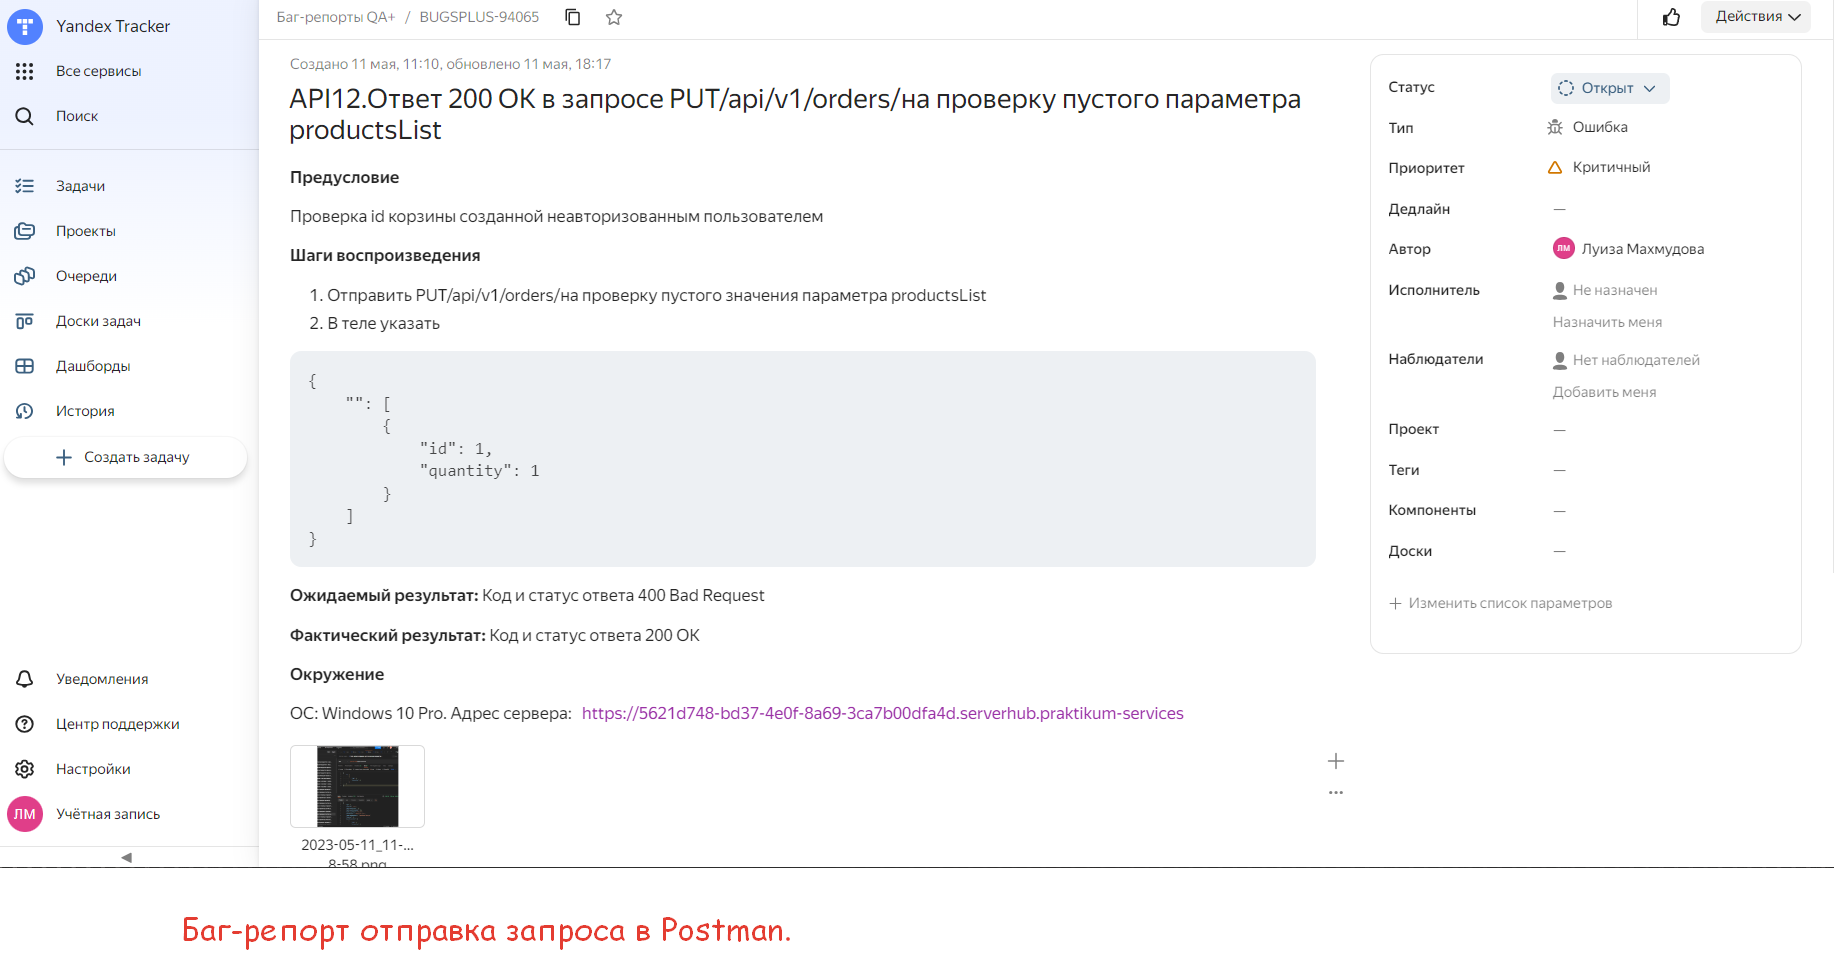 Yandex Tracker
Все сервисы
Поиск
Задачи
Проекты
Очереди
Доски задач
Дашборды
История
Создать задачу
Уведомления
Центр поддержки
Настройки
ЛМ Учётная запись
Баг-репорты QA+ / BUGSPLUS-94065
Действия
Создано 11 мая, 11:10, обновлено 11 мая, 18:17
API12.Ответ 200 OK в запросе PUT/api/v1/orders/на проверку пустого параметра
productsList
Предусловие
Проверка id корзины созданной неавторизованным пользователем
Шаги воспроизведения
1. Отправить PUT/api/v1/orders/на проверку пустого значения параметра productsList
2. В теле указать
{
"": [
{
"id": 1,
"quantity": 1
}
]
}
Ожидаемый результат: Код и статус ответа 400 Bad Request
Фактический результат: Код и статус ответа 200 OK
Окружение
ОС: Windows 10 Pro. Адрес сервера: https://5621d748-bd37-4e0f-8a69-3ca7b00dfa4d.serverhub.praktikum-services
2023-05-11_11-...
8-58.png
Статус Открыт
Тип Ошибка
Приоритет Критичный
Дедлайн —
Автор ЛМ Луиза Махмудова
Исполнитель Не назначен
Назначить меня
Наблюдатели Нет наблюдателей
Добавить меня
Проект —
Теги —
Компоненты —
Доски —
Изменить список параметров
Баг-репорт отправка запроса в Postman.